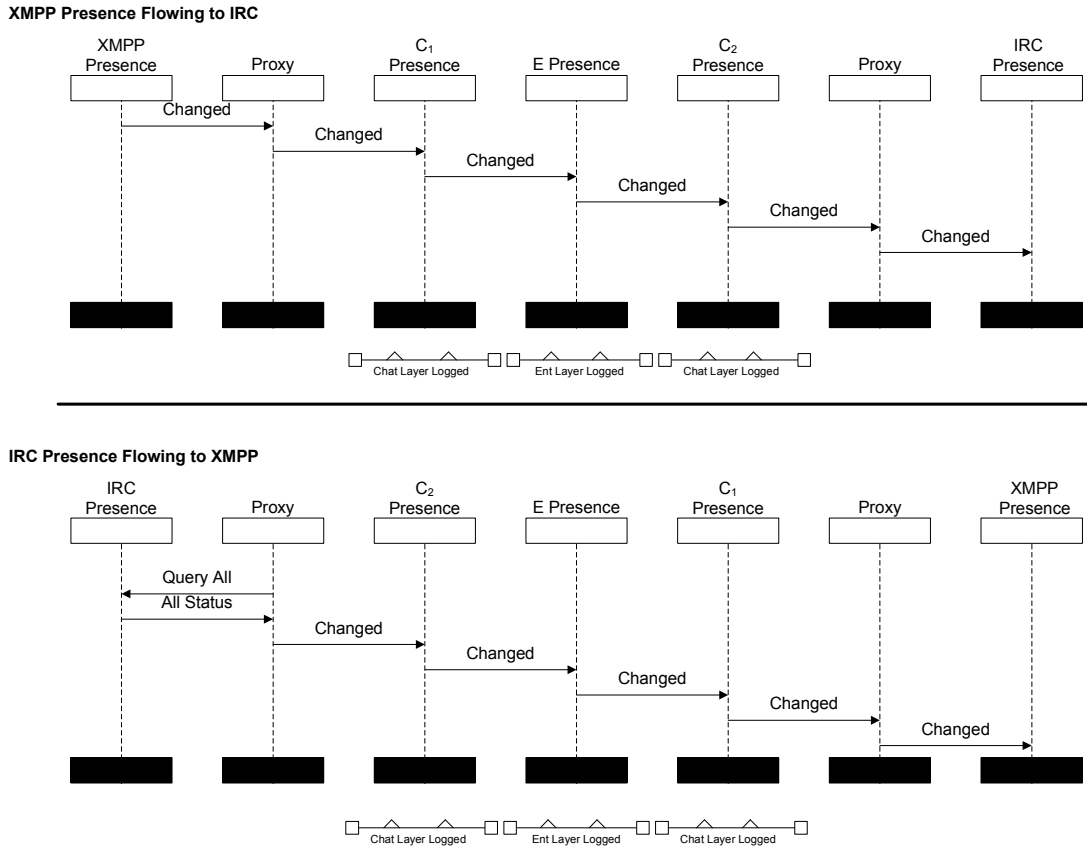 XMPP Presence Flowing to IRC
XMPP
Presence
Proxy
C₁
Presence
E Presence
C₂
Presence
Proxy
IRC
Presence
Changed
Changed
Changed
Changed
Changed
Changed
Chat Layer Logged
Ent Layer Logged
Chat Layer Logged
IRC Presence Flowing to XMPP
IRC
Presence
Proxy
C₂
Presence
E Presence
C₁
Presence
Proxy
XMPP
Presence
Query All
All Status
Changed
Changed
Changed
Changed
Changed
Chat Layer Logged
Ent Layer Logged
Chat Layer Logged